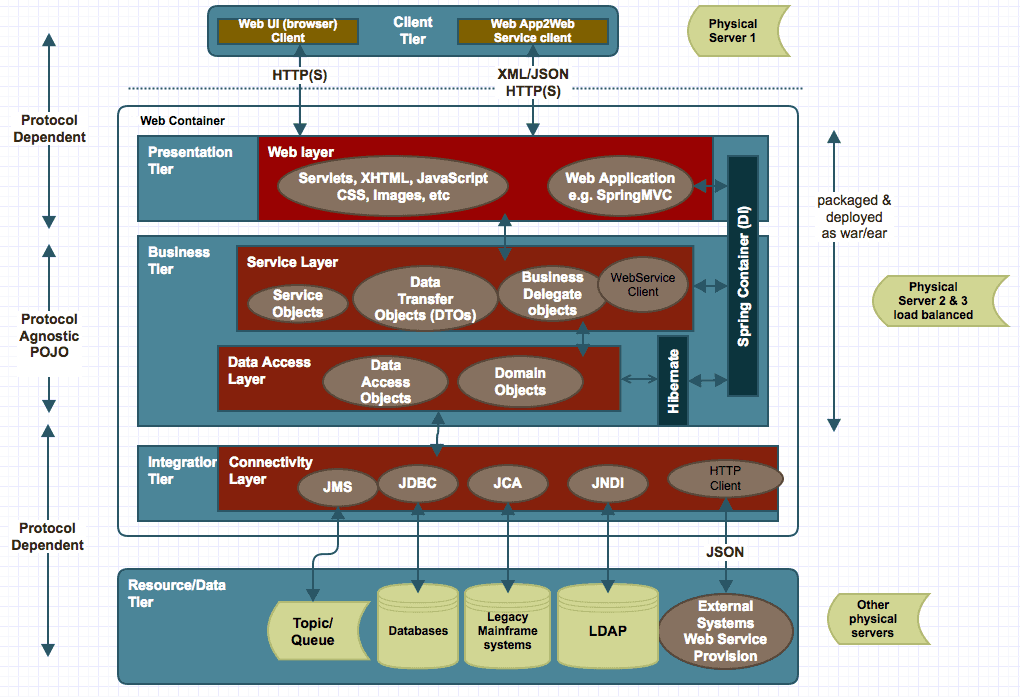 Web UI (browser)
Client
Client
Tier
Web App2Web
Service client
Physical
Server 1
HTTP(S)
XML/JSON
HTTP(S)
Protocol
Dependent
Web Container
Presentation
Tier
Web layer
Servlets, XHTML, JavaScript
CSS, Images, etc
Web Application
e.g. SpringMVC
packaged &
deployed
as war/ear
Spring Container (DI)
Business
Tier
Service Layer
Service
Objects
Data
Transfer
Objects (DTOs)
Business
Delegate
objects
WebService
Client
Physical
Server 2 & 3
load balanced
Protocol
Agnostic
POJO
Data Access
Layer
Data
Access
Objects
Domain
Objects
Hibernate
Integration
Tier
Connectivity
Layer
JMS
JDBC
JCA
JNDI
HTTP
Client
Protocol
Dependent
JSON
Resource/Data
Tier
Topic/
Queue
Databases
Legacy
Mainframe
systems
LDAP
External
Systems
Web Service
Provision
Other
physical
servers